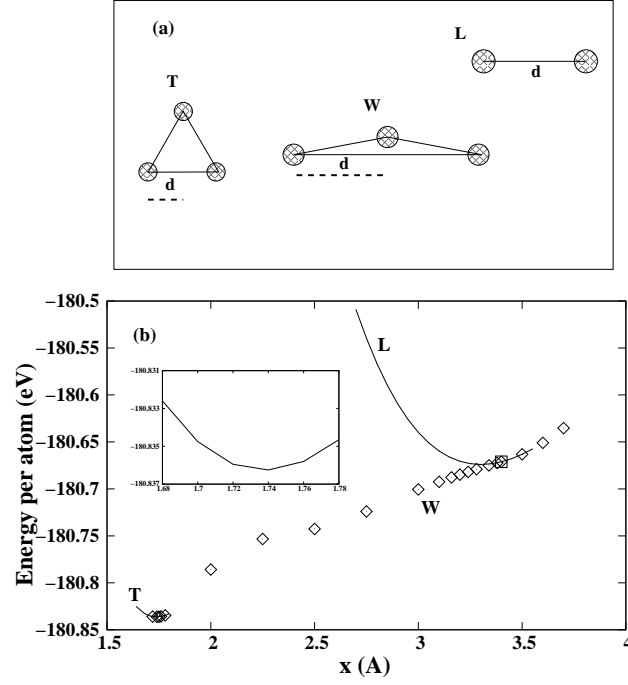 (a)
L
d
T
W
d
d
−180.5
(b)
−180.831
−180.833
−180.835
−180.837
1.68 1.7 1.72 1.74 1.76 1.78
L
W
T
−180.55
−180.6
−180.65
−180.7
−180.75
−180.8
−180.85
Energy per atom (eV)
1.5 2 2.5 3 3.5 4
x (A)